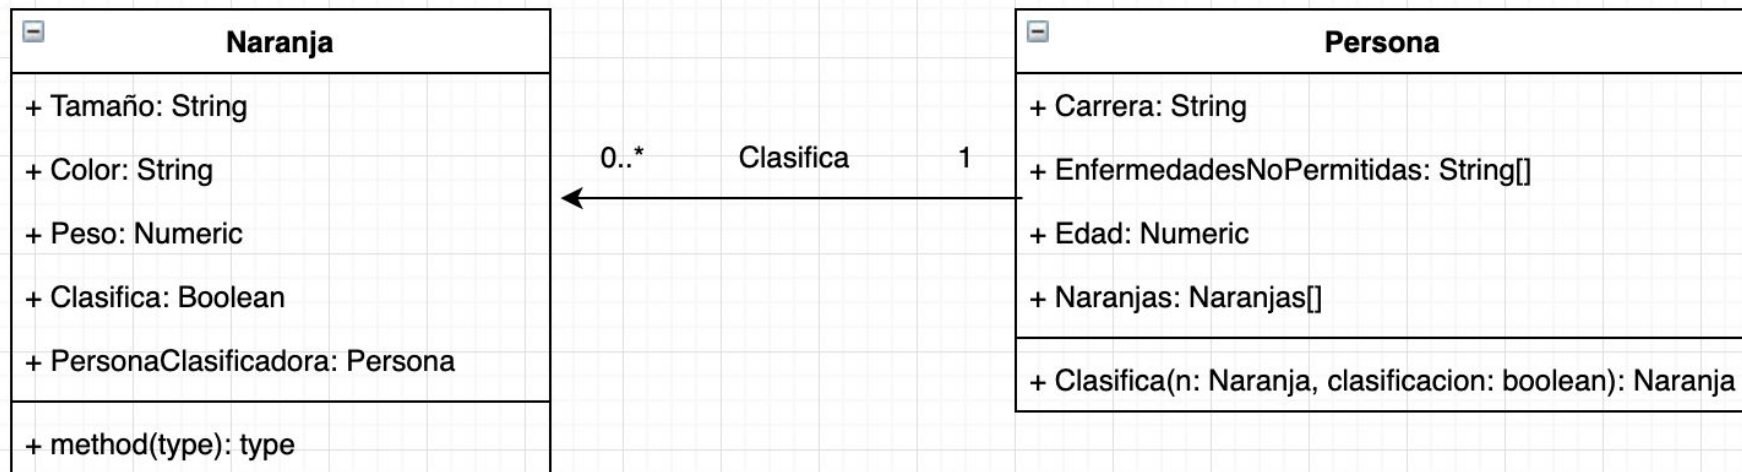 Naranja
+ Tamaño: String
+ Color: String
+ Peso: Numeric
+ Clasifica: Boolean
+ PersonaClasificadora: Persona
+ method(type): type
0..* Clasifica 1
Persona
+ Carrera: String
+ EnfermedadesNoPermitidas: String[]
+ Edad: Numeric
+ Naranjas: Naranjas[]
+ Clasifica(n: Naranja, clasificacion: boolean): Naranja